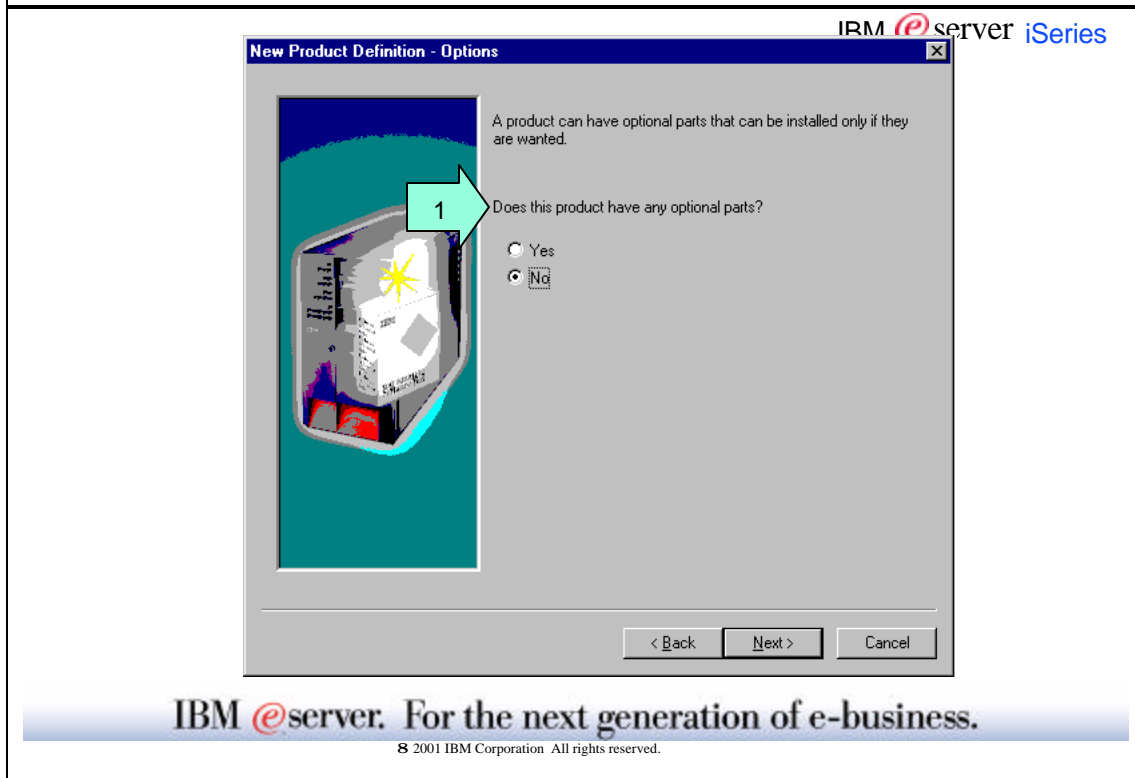 IBM eserver iSeries
New Product Definition - Options
A product can have optional parts that can be installed only if they
are wanted.
1
Does this product have any optional parts?
Yes
No
IBM
< Back
Next >
Cancel
IBM eserver. For the next generation of e-business.
8 2001 IBM Corporation All rights reserved.